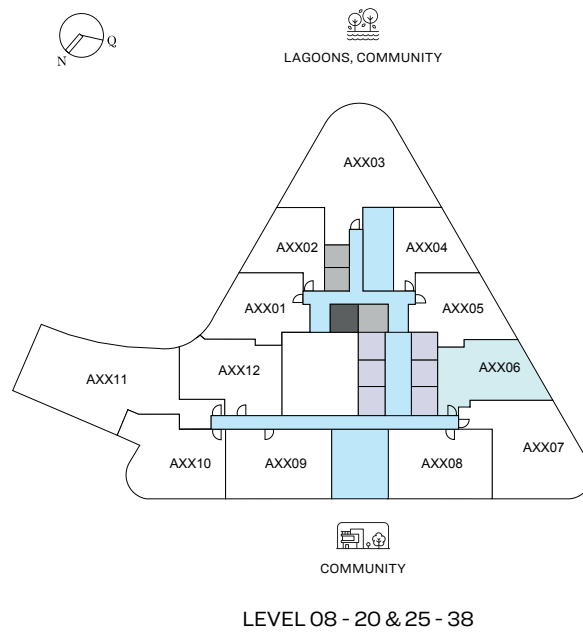 LAGOONS, COMMUNITY
N
Q
AXX03
AXX02
AXX04
AXX01
AXX05
AXX06
AXX12
AXX11
AXX07
AXX10
AXX09
AXX08
COMMUNITY
LEVEL 08 - 20 & 25 - 38